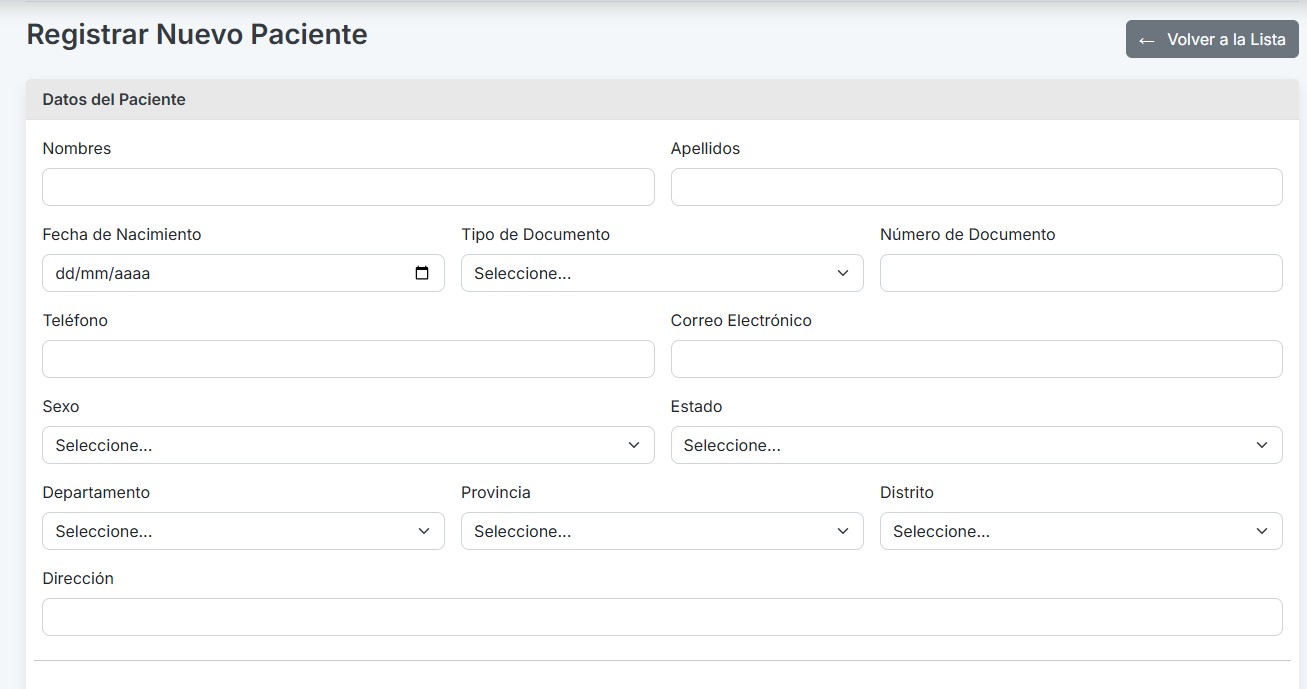 Registrar Nuevo Paciente
← Volver a la Lista
Datos del Paciente
Nombres
Apellidos
Fecha de Nacimiento
Tipo de Documento
Número de Documento
dd/mm/aaaa
Seleccione...
Teléfono
Correo Electrónico
Sexo
Estado
Seleccione...
Seleccione...
Departamento
Provincia
Distrito
Seleccione...
Seleccione...
Seleccione...
Dirección